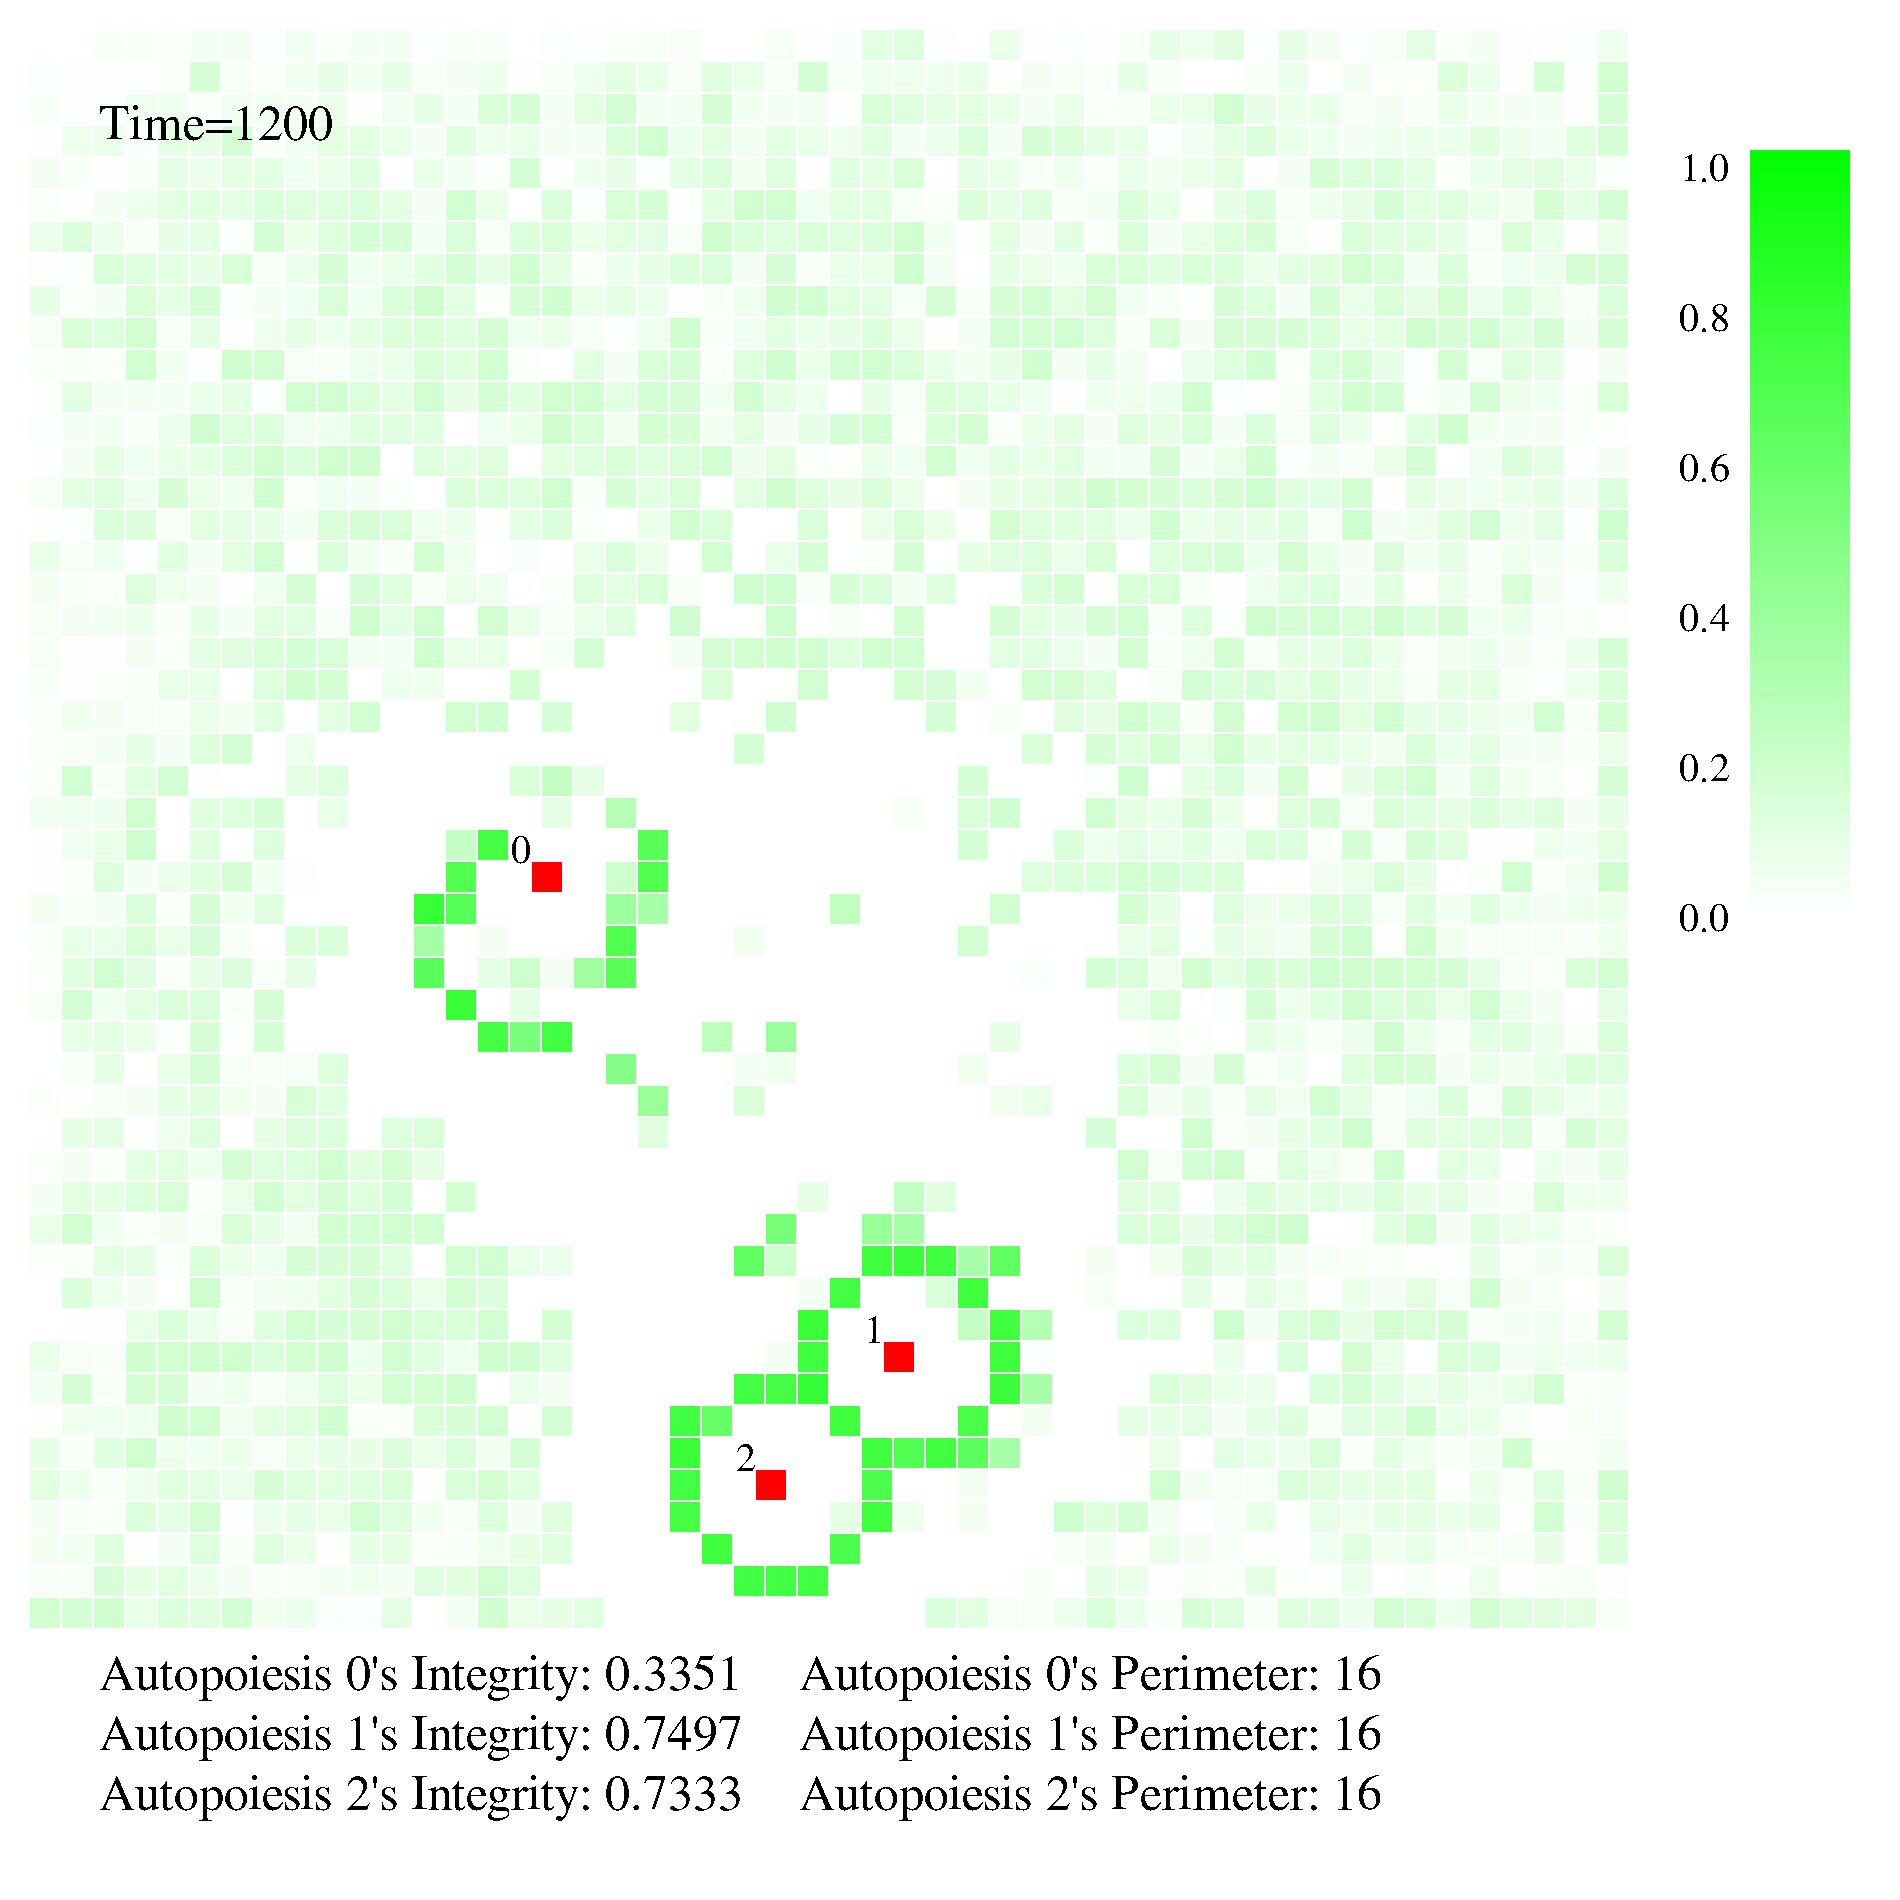 Time=1200
1.0
0.8
0.6
0.4
0.2
0.0
0
1
2
Autopoiesis 0's Integrity: 0.3351 Autopoiesis 0's Perimeter: 16
Autopoiesis 1's Integrity: 0.7497 Autopoiesis 1's Perimeter: 16
Autopoiesis 2's Integrity: 0.7333 Autopoiesis 2's Perimeter: 16